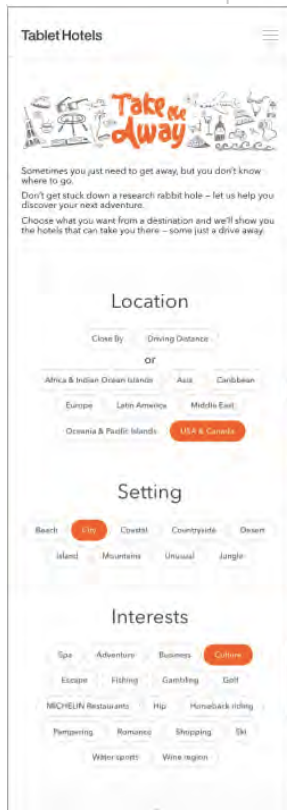 Tablet Hotels
Take Me
Away
Sometimes you just need to get away, but you don't know
where to go.
Don't get stuck down a research rabbit hole – let us help you
discover your next adventure.
Choose what you want from a destination and we'll show you
the hotels that can take you there – some just a drive away.
Location
Close By Driving Distance
or
Africa & Indian Ocean Islands Asia Caribbean
Europe Latin America Middle East
Oceania & Pacific Islands USA & Canada
Setting
Beach City Coastal Countryside Desert
Island Mountains Unusual Jungle
Interests
Spa Adventure Business Culture
Escape Fishing Gambling Golf
MICHELIN Restaurants Hip Horseback riding
Pampering Romance Shopping Ski
Water sports Wine region